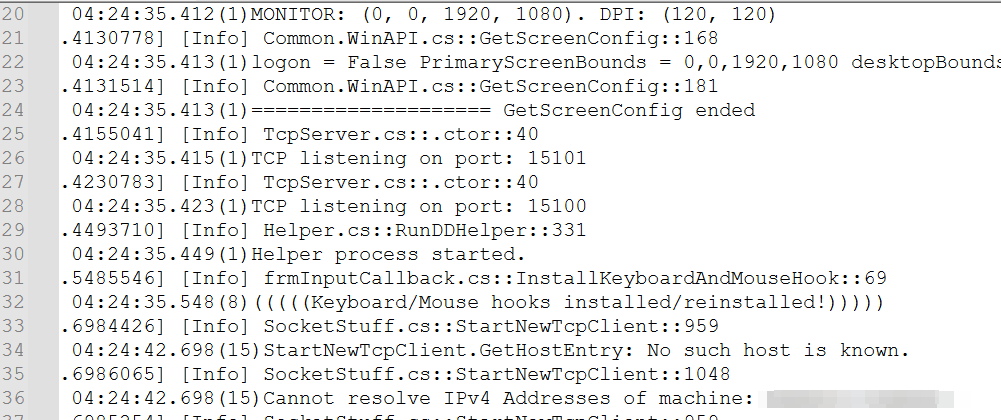 20 04:24:35.412(1)MONITOR: (0, 0, 1920, 1080). DPI: (120, 120)
21 .4130778] [Info] Common.WinAPI.cs::GetScreenConfig::168
22 04:24:35.413(1)logon = False PrimaryScreenBounds = 0,0,1920,1080 desktopBounds
23 .4131514] [Info] Common.WinAPI.cs::GetScreenConfig::181
24 04:24:35.413(1)==================== GetScreenConfig ended
25 .4155041] [Info] TcpServer.cs::.ctor::40
26 04:24:35.415(1)TCP listening on port: 15101
27 .4230783] [Info] TcpServer.cs::.ctor::40
28 04:24:35.423(1)TCP listening on port: 15100
29 .4493710] [Info] Helper.cs::RunDDHelper::331
30 04:24:35.449(1)Helper process started.
31 .5485546] [Info] frmInputCallback.cs::InstallKeyboardAndMouseHook::69
32 04:24:35.548(8)(((((Keyboard/Mouse hooks installed/reinstalled!)))))
33 .6984426] [Info] SocketStuff.cs::StartNewTcpClient::959
34 04:24:42.698(15)StartNewTcpClient.GetHostEntry: No such host is known.
35 .6986065] [Info] SocketStuff.cs::StartNewTcpClient::1048
36 04:24:42.698(15)Cannot resolve IPv4 Addresses of machine: